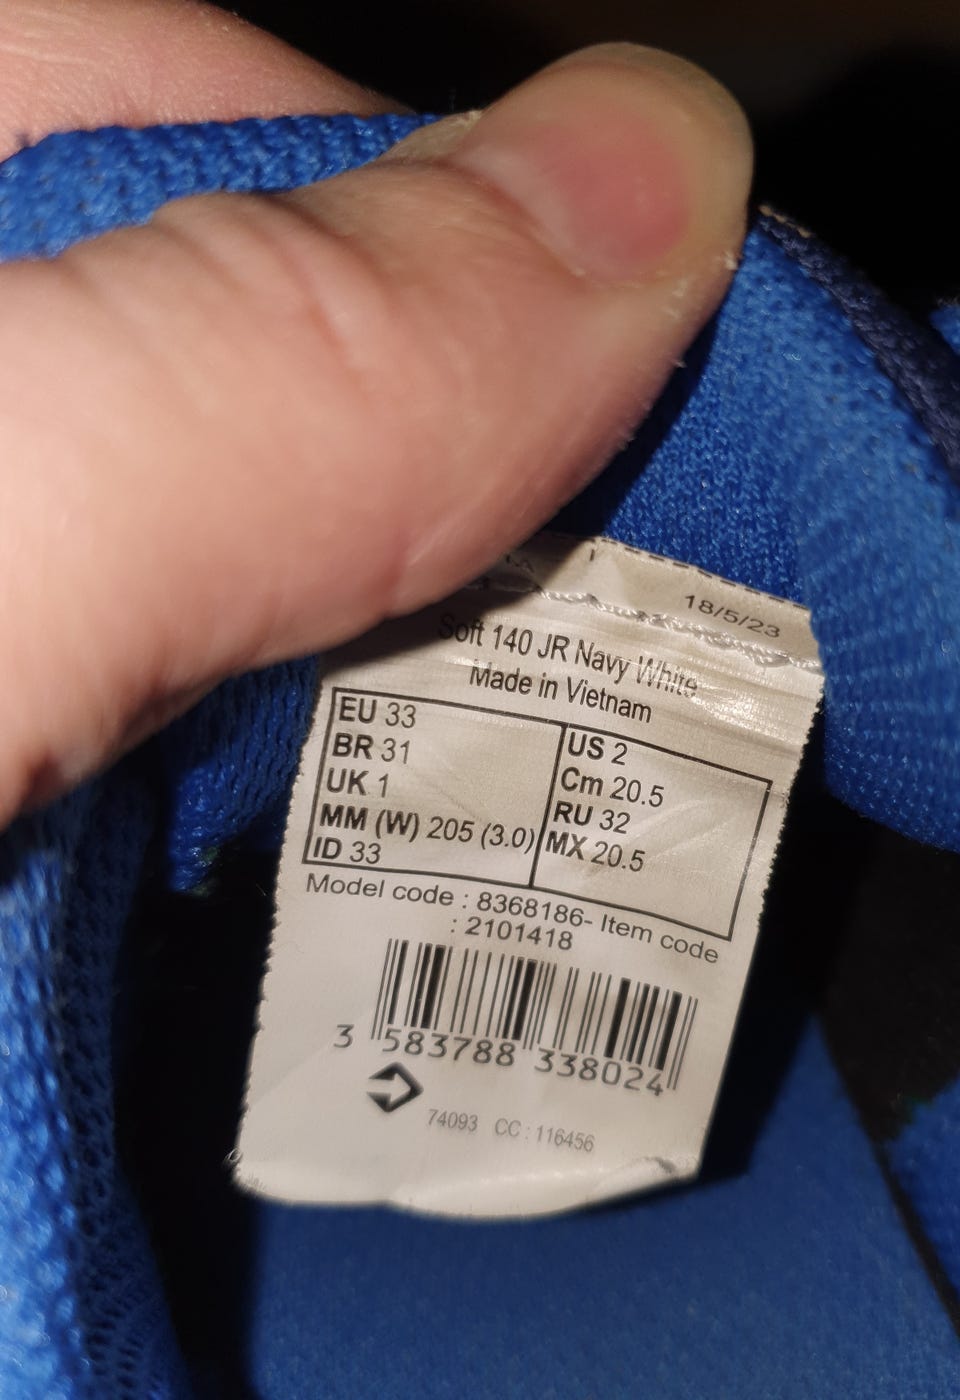 18/5/23
Soft 140 JR Navy White
Made in Vietnam
EU 33
BR 31
UK 1
MM (W) 205 (3.0)
ID 33
US 2
Cm 20.5
RU 32
MX 20.5
Model code : 8368186- Item code
: 2101418
3 583788 338024
74093 CC : 116456